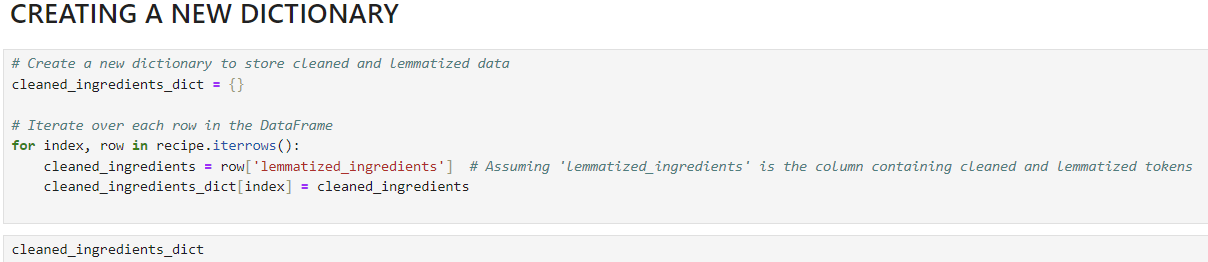 CREATING A NEW DICTIONARY
# Create a new dictionary to store cleaned and lemmatized data
cleaned_ingredients_dict = {}
# Iterate over each row in the DataFrame
for index, row in recipe.iterrows():
    cleaned_ingredients = row['lemmatized_ingredients']  # Assuming 'lemmatized_ingredients' is the column containing cleaned and lemmatized tokens
    cleaned_ingredients_dict[index] = cleaned_ingredients
cleaned_ingredients_dict